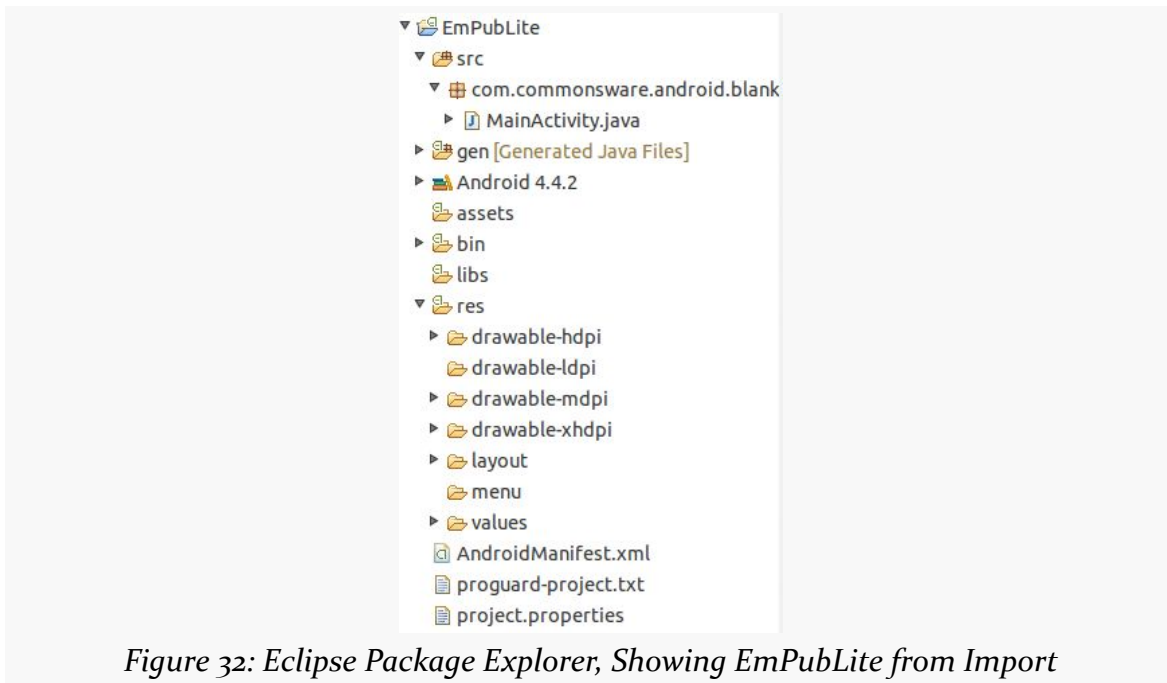 EmPubLite
src
com.commonsware.android.blank
MainActivity.java
gen [Generated Java Files]
Android 4.4.2
assets
bin
libs
res
drawable-hdpi
drawable-ldpi
drawable-mdpi
drawable-xhdpi
layout
menu
values
AndroidManifest.xml
proguard-project.txt
project.properties
Figure 32: Eclipse Package Explorer, Showing EmPubLite from Import